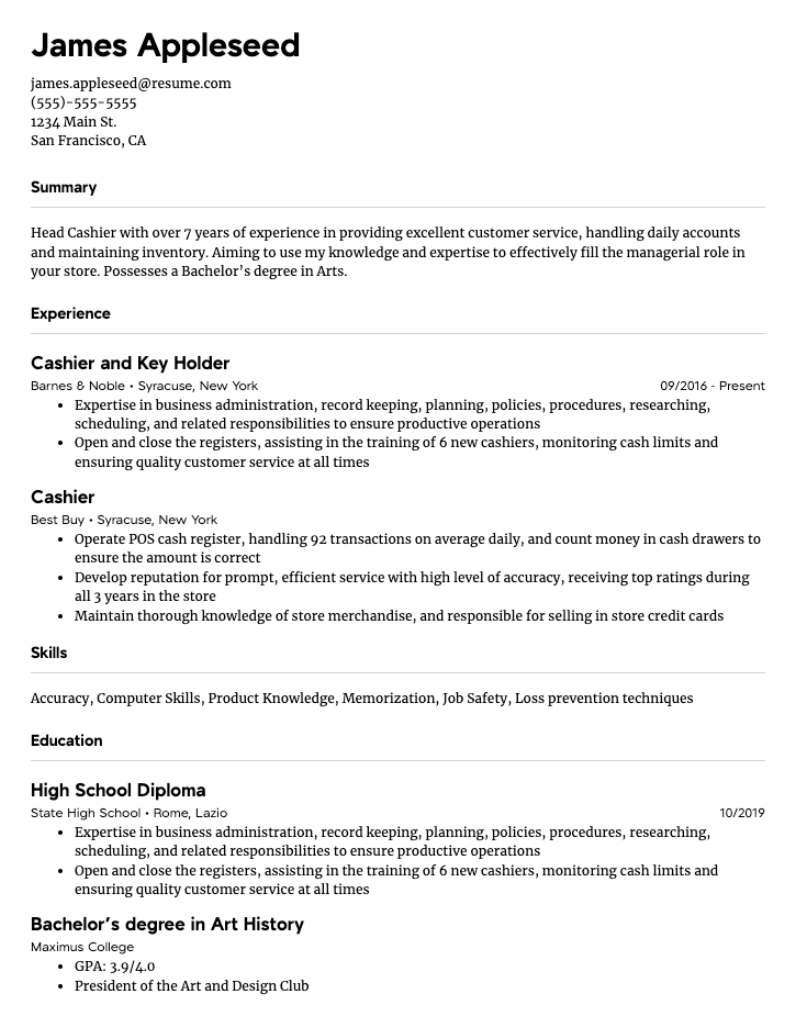 James Appleseed
james.appleseed@resume.com
(555)-555-5555
1234 Main St.
San Francisco, CA
Summary
Head Cashier with over 7 years of experience in providing excellent customer service, handling daily accounts
and maintaining inventory. Aiming to use my knowledge and expertise to effectively fill the managerial role in
your store. Possesses a Bachelor's degree in Arts.
Experience
Cashier and Key Holder
Barnes & Noble • Syracuse, New York 09/2016 - Present
• Expertise in business administration, record keeping, planning, policies, procedures, researching,
scheduling, and related responsibilities to ensure productive operations
• Open and close the registers, assisting in the training of 6 new cashiers, monitoring cash limits and
ensuring quality customer service at all times
Cashier
Best Buy • Syracuse, New York
• Operate POS cash register, handling 92 transactions on average daily, and count money in cash drawers to
ensure the amount is correct
• Develop reputation for prompt, efficient service with high level of accuracy, receiving top ratings during
all 3 years in the store
• Maintain thorough knowledge of store merchandise, and responsible for selling in store credit cards
Skills
Accuracy, Computer Skills, Product Knowledge, Memorization, Job Safety, Loss prevention techniques
Education
High School Diploma
State High School • Rome, Lazio 10/2019
• Expertise in business administration, record keeping, planning, policies, procedures, researching,
scheduling, and related responsibilities to ensure productive operations
• Open and close the registers, assisting in the training of 6 new cashiers, monitoring cash limits and
ensuring quality customer service at all times
Bachelor's degree in Art History
Maximus College
• GPA: 3.9/4.0
• President of the Art and Design Club